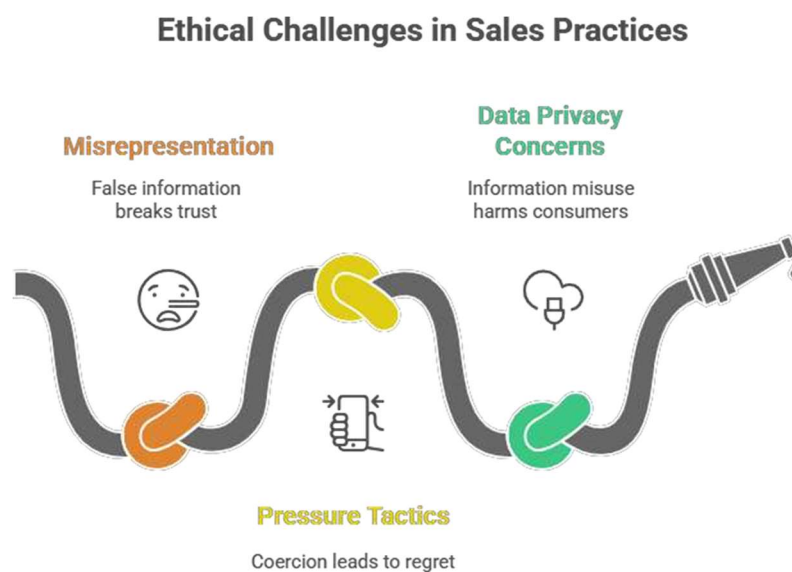 Ethical Challenges in Sales Practices
Misrepresentation
False information
breaks trust
Data Privacy
Concerns
Information misuse
harms consumers
Pressure Tactics
Coercion leads to regret